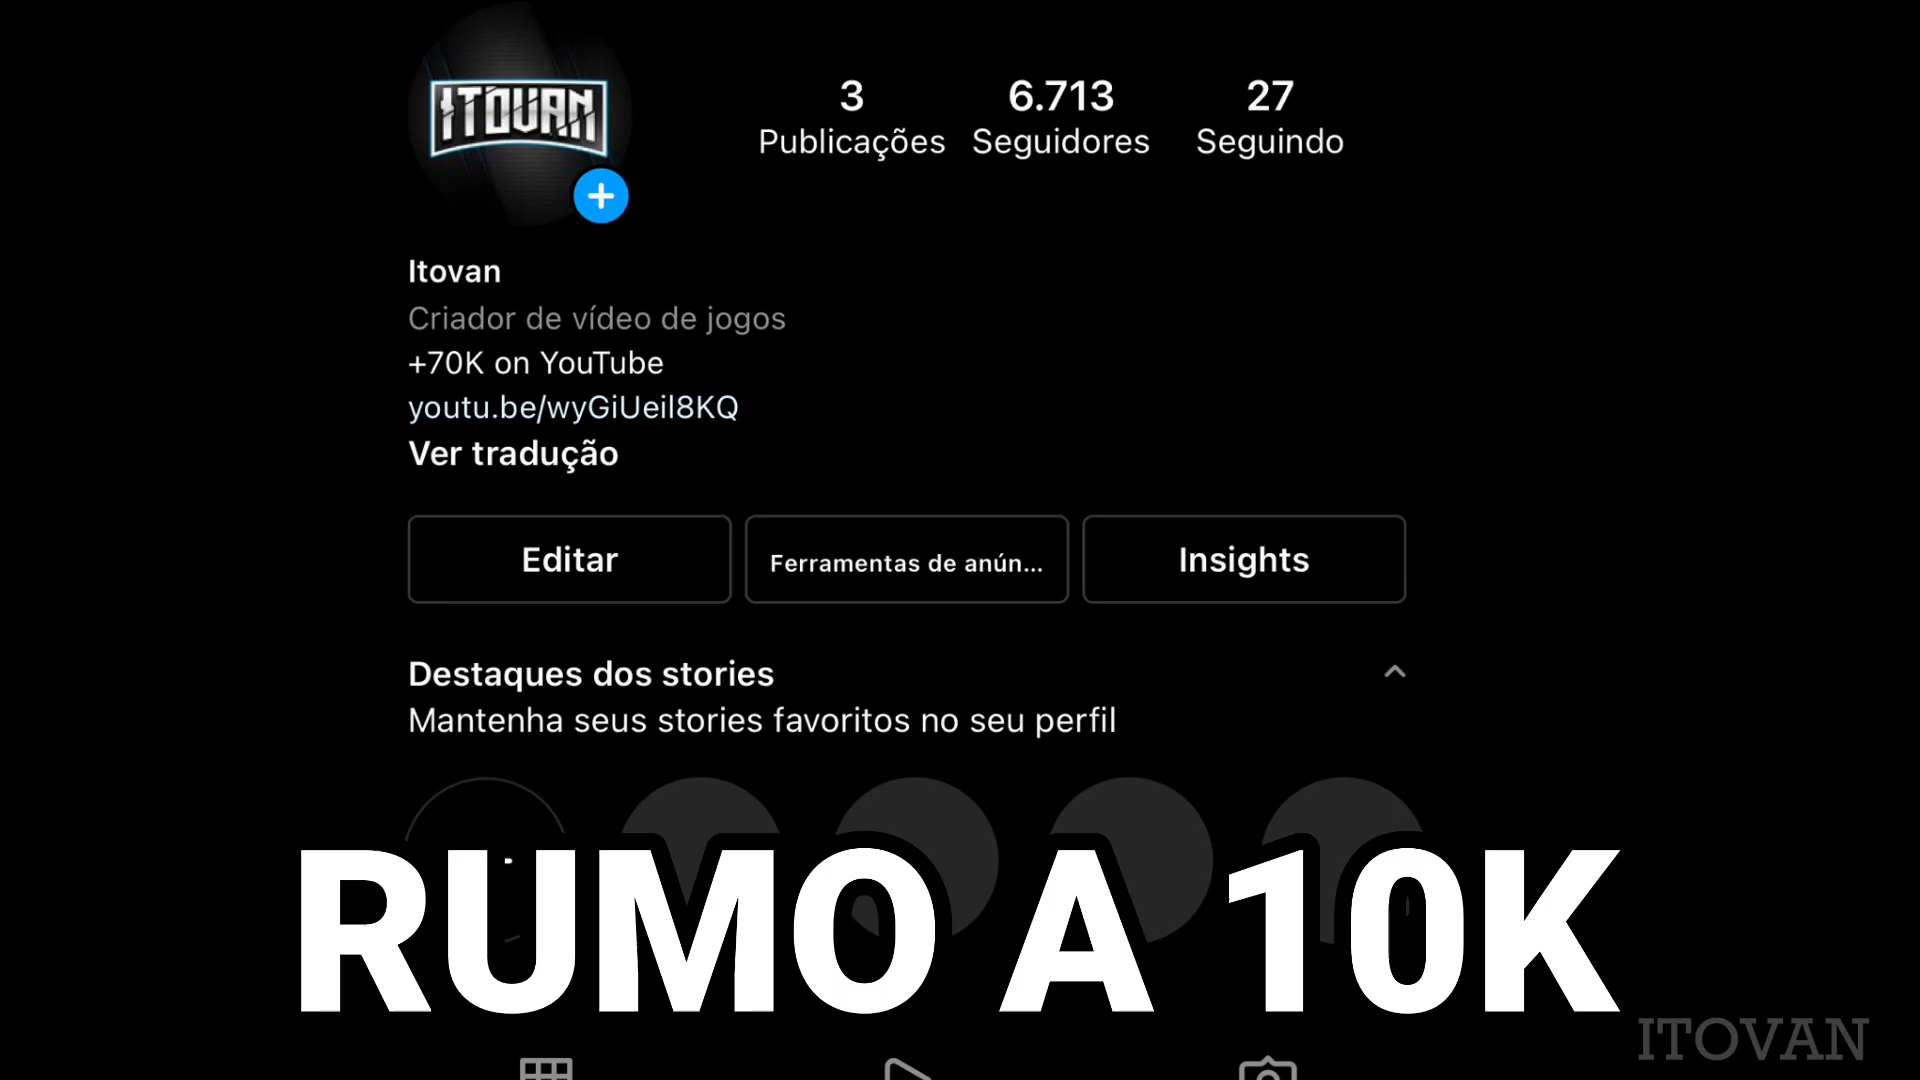 ITOVAN
3 6.713 27
Publicações Seguidores Seguindo
Itovan
Criador de vídeo de jogos
+70K on YouTube
youtu.be/wyGiUeil8KQ
Ver tradução
Editar Ferramentas de anún... Insights
Destaques dos stories
Mantenha seus stories favoritos no seu perfil
RUMO A 10K
ITOVAN